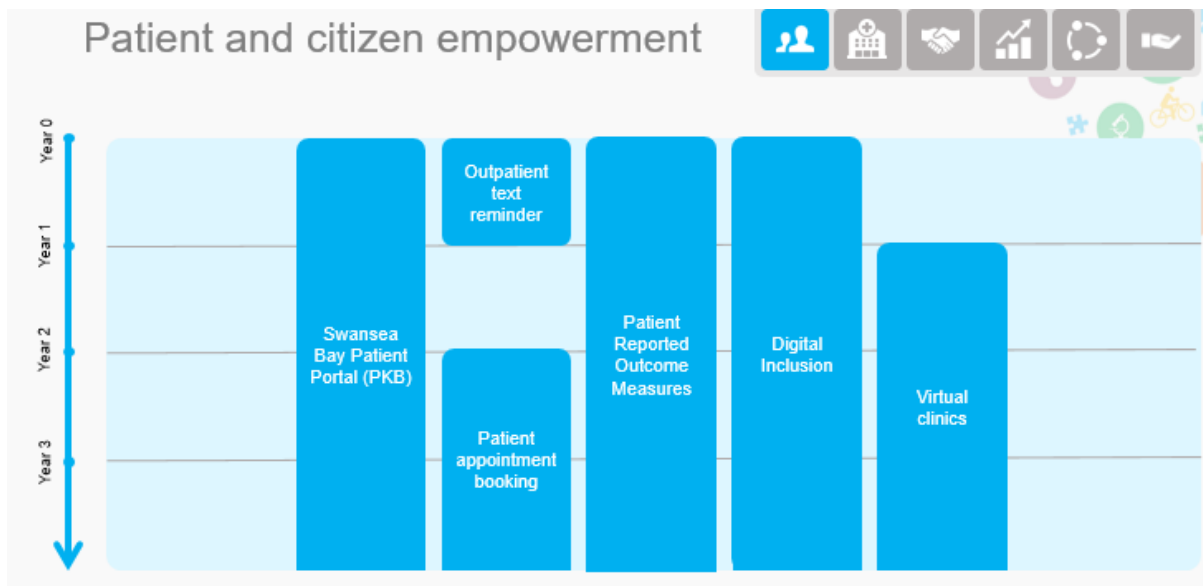 Patient and citizen empowerment
Year 0
Year 1
Year 2
Year 3
Swansea
Bay Patient
Portal (PKB)
Outpatient
text
reminder
Patient
appointment
booking
Patient
Reported
Outcome
Measures
Digital
Inclusion
Virtual
clinics